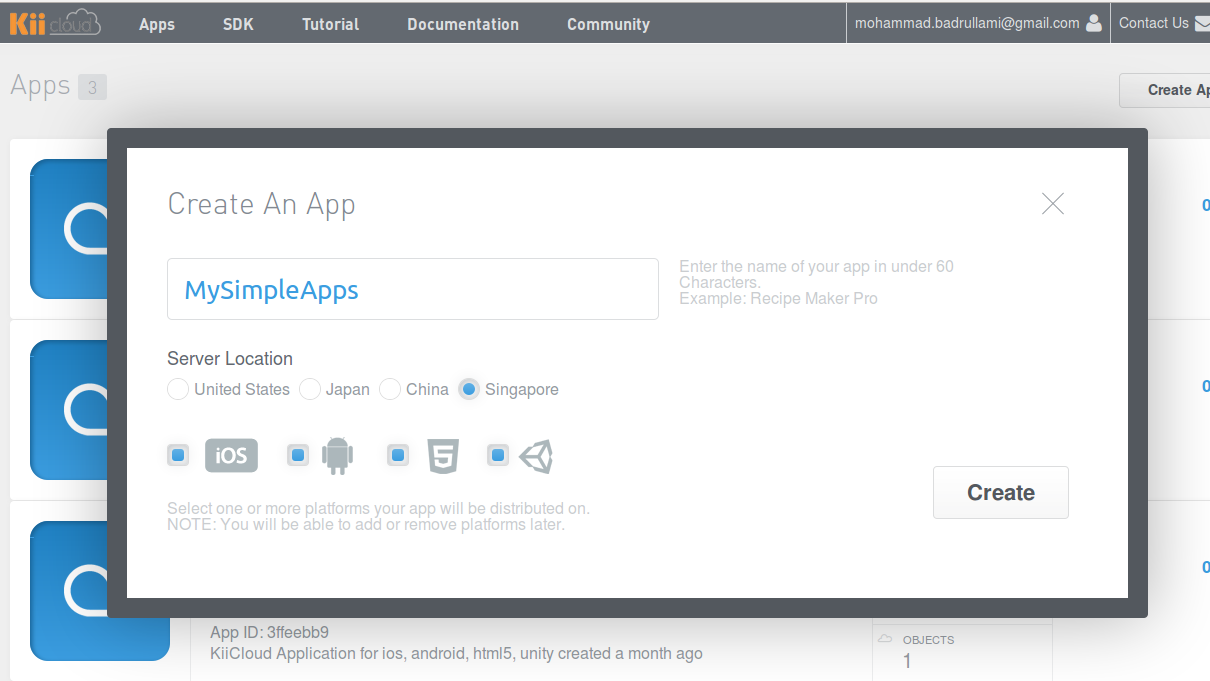 Kii cloud Apps SDK Tutorial Documentation Community mohammad.badrullami@gmail.com Contact Us
Apps 3
Create Ap
Create An App
MySimpleApps
Enter the name of your app in under 60
Characters.
Example: Recipe Maker Pro
Server Location
United States Japan China Singapore
iOS
Select one or more platforms your app will be distributed on.
NOTE: You will be able to add or remove platforms later.
Create
0
0
0
App ID: 3ffeebb9
KiiCloud Application for ios, android, html5, unity created a month ago
OBJECTS
1